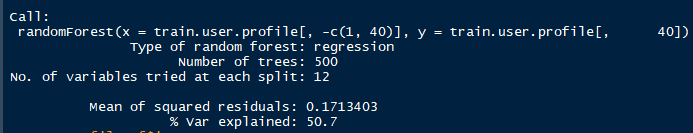 Call:
randomForest(x = train.user.profile[, -c(1, 40)], y = train.user.profile[, 40])
Type of random forest: regression
Number of trees: 500
No. of variables tried at each split: 12
Mean of squared residuals: 0.1713403
% Var explained: 50.7